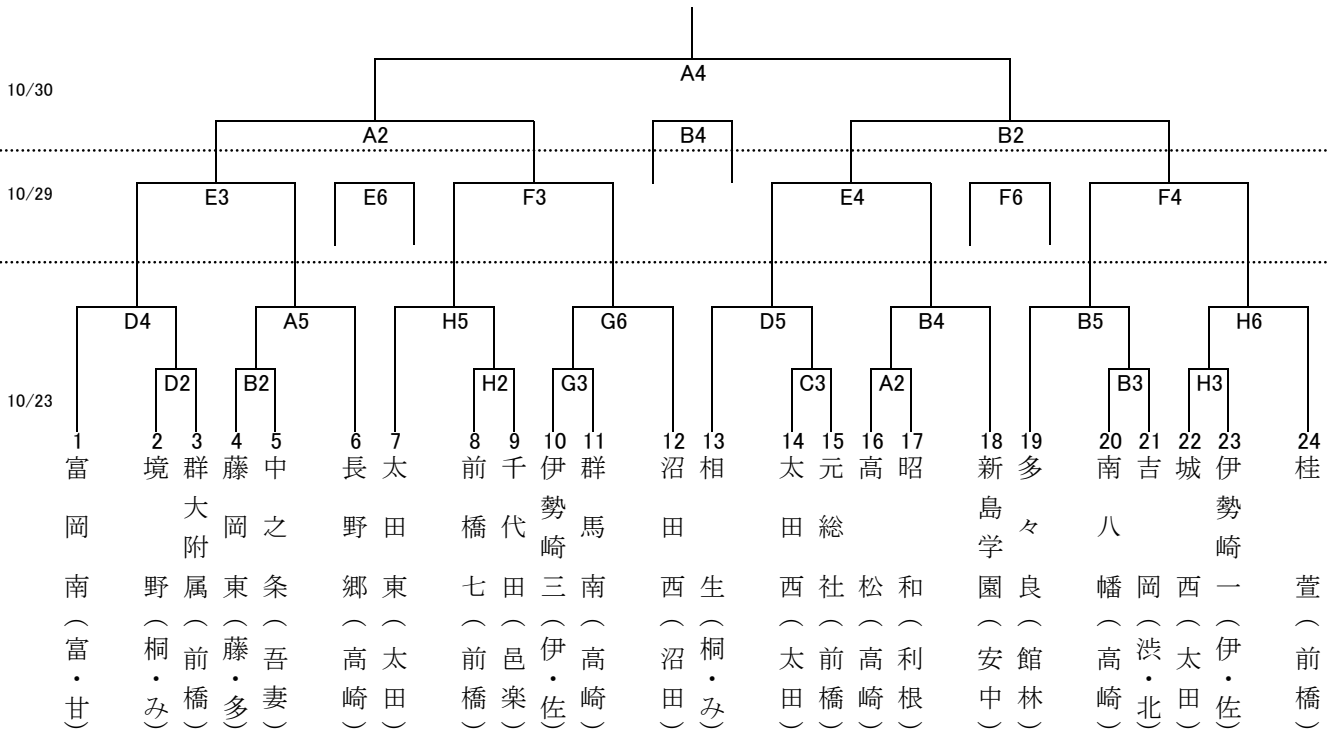 A4
10/30
A2 B4 B2
10/29
E3 E6 F3 E4 F6 F4
D4 A5 H5 G6 D5 B4 B5 H6
D2 B2 H2 G3 C3 A2 B3 H3
10/23
1 2 3 4 5 6 7 8 9 10 11 12 13 14 15 16 17 18 19 20 21 22 23 24
富岡南(富・甘)
境野(桐・み)
群大附属(前橋)
藤岡東(藤・多)
中之条(吾妻)
長野郷(高崎)
太田東(太田)
前橋七(前橋)
千代田(邑楽)
伊勢崎三(伊・佐)
群馬南(高崎)
沼田西(沼田)
相生(桐・み)
太田西(太田)
元総社(前橋)
高松(高崎)
昭和(利根)
新島学園(安中)
多々良(館林)
南八幡(高崎)
吉岡(渋・北)
城西(太田)
伊勢崎一(伊・佐)
桂萱(前橋)